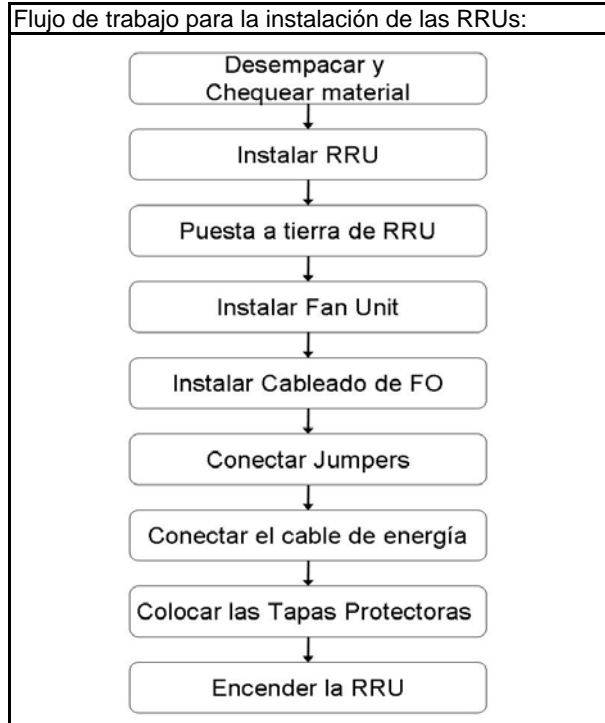 Flujo de trabajo para la instalación de las RRUs:
Desempacar y
Chequear material
Instalar RRU
Puesta a tierra de RRU
Instalar Fan Unit
Instalar Cableado de FO
Conectar Jumpers
Conectar el cable de energía
Colocar las Tapas Protectoras
Encender la RRU